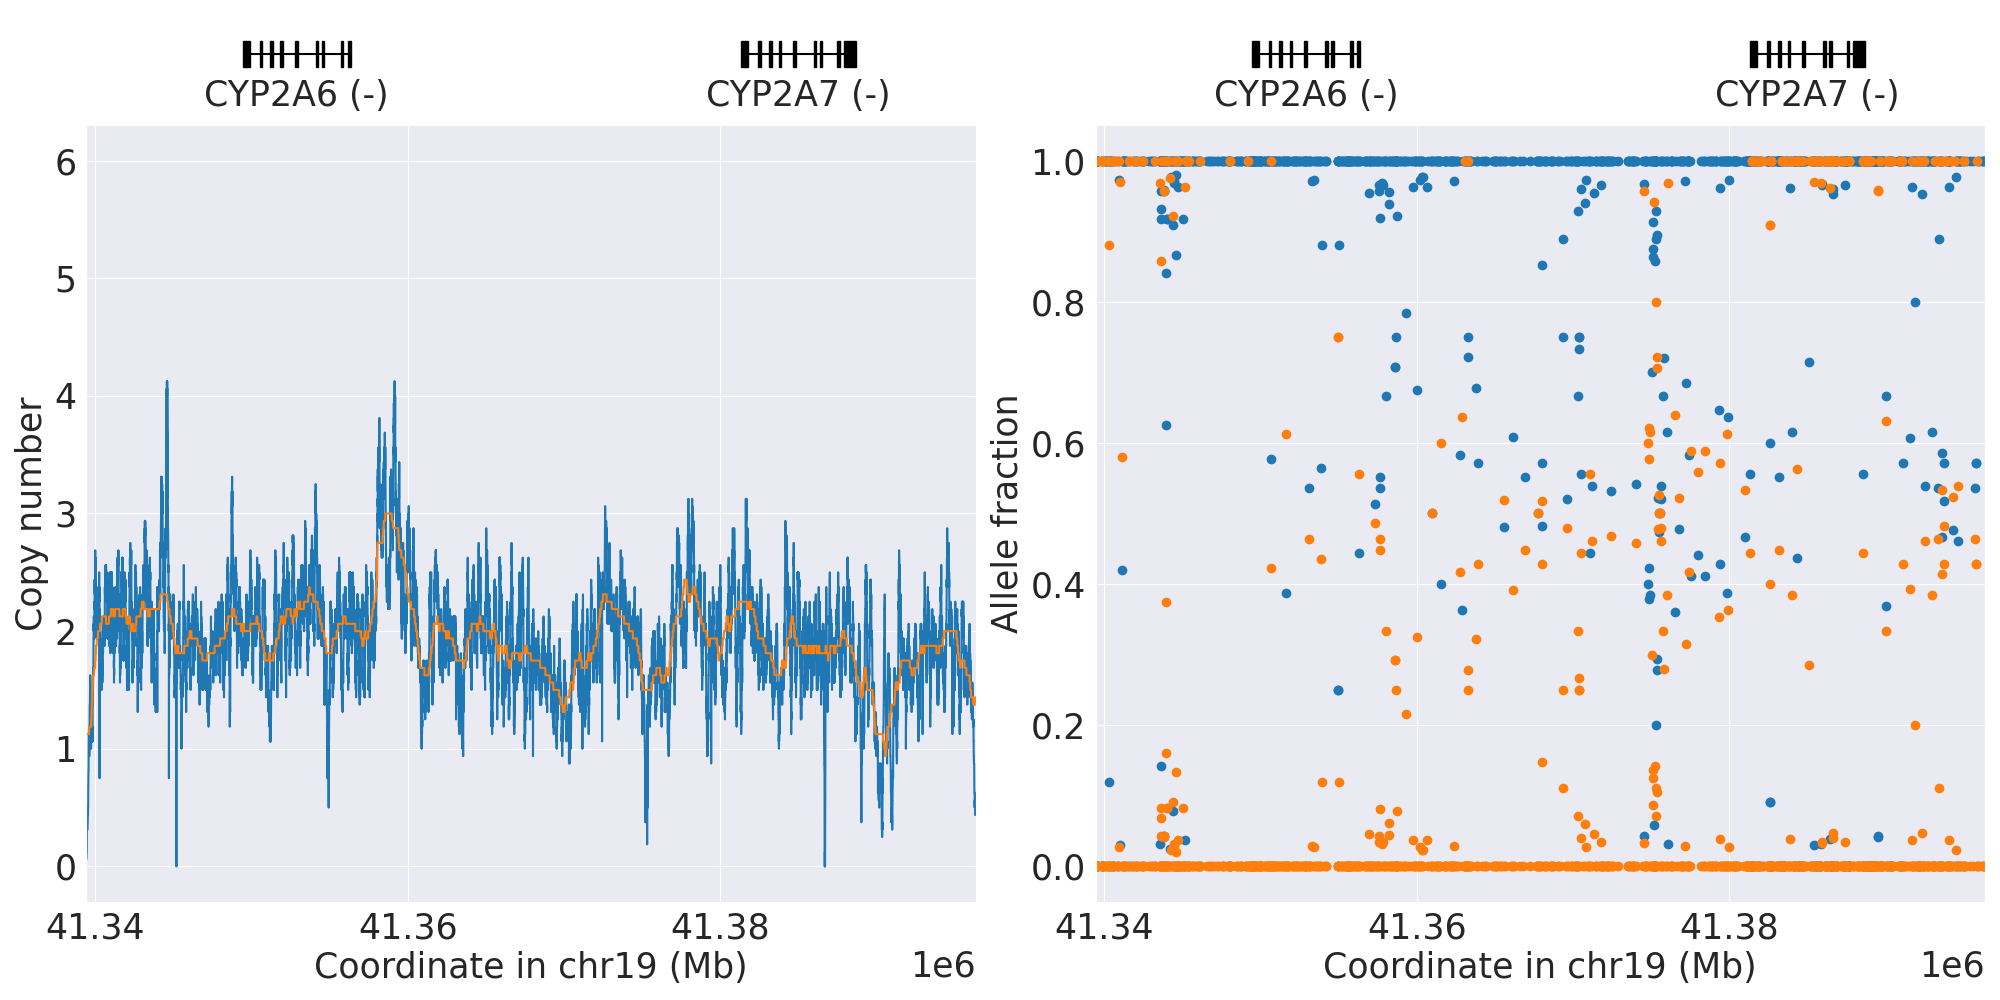 CYP2A6 (-)
CYP2A7 (-)
6
5
4
3
2
1
0
Copy number
41.34
41.36
41.38
Coordinate in chr19 (Mb)
1e6
CYP2A6 (-)
CYP2A7 (-)
1.0
0.8
0.6
0.4
0.2
0.0
Allele fraction
41.34
41.36
41.38
Coordinate in chr19 (Mb)
1e6